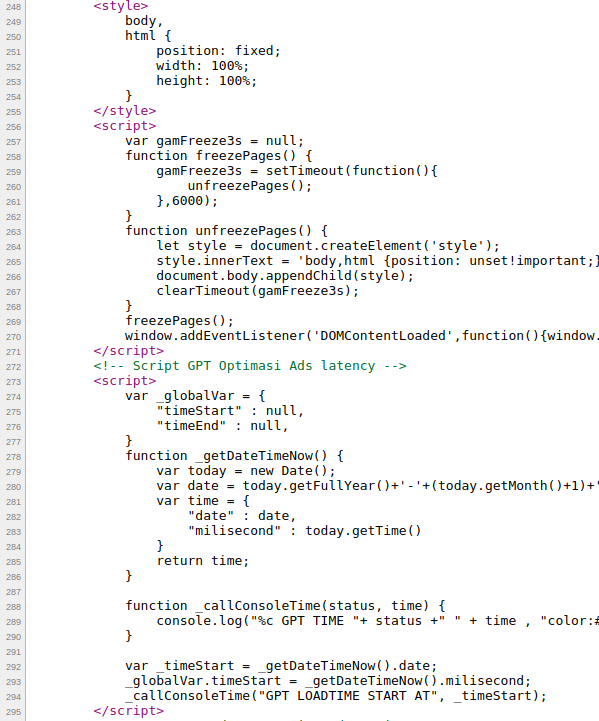 248 <style>
249 body,
250 html {
251 position: fixed;
252 width: 100%;
253 height: 100%;
254 }
255 </style>
256 <script>
257 var gamFreeze3s = null;
258 function freezePages() {
259 gamFreeze3s = setTimeout(function(){
260 unfreezePages();
261 },6000);
262 }
263 function unfreezePages() {
264 let style = document.createElement('style');
265 style.innerText = 'body,html {position: unset!important;}
266 document.body.appendChild(style);
267 clearTimeout(gamFreeze3s);
268 }
269 freezePages();
270 window.addEventListener('DOMContentLoaded',function(){window.
271 </script>
272 <!-- Script GPT Optimasi Ads latency -->
273 <script>
274 var _globalVar = {
275 "timeStart" : null,
276 "timeEnd" : null,
277 }
278 function _getDateTimeNow() {
279 var today = new Date();
280 var date = today.getFullYear()+'-'+(today.getMonth()+1)+'
281 var time = {
282 "date" : date,
283 "milisecond" : today.getTime()
284 }
285 return time;
286 }
287
288 function _callConsoleTime(status, time) {
289 console.log("%c GPT TIME "+ status +" " + time , "color:#
290 }
291
292 var _timeStart = _getDateTimeNow().date;
293 _globalVar.timeStart = _getDateTimeNow().milisecond;
294 _callConsoleTime("GPT LOADTIME START AT", _timeStart);
295 </script>